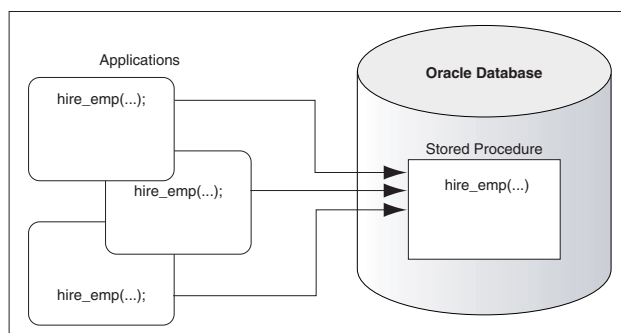 Applications
hire_emp(...);
hire_emp(...);
hire_emp(...);
Oracle Database
Stored Procedure
hire_emp(...)